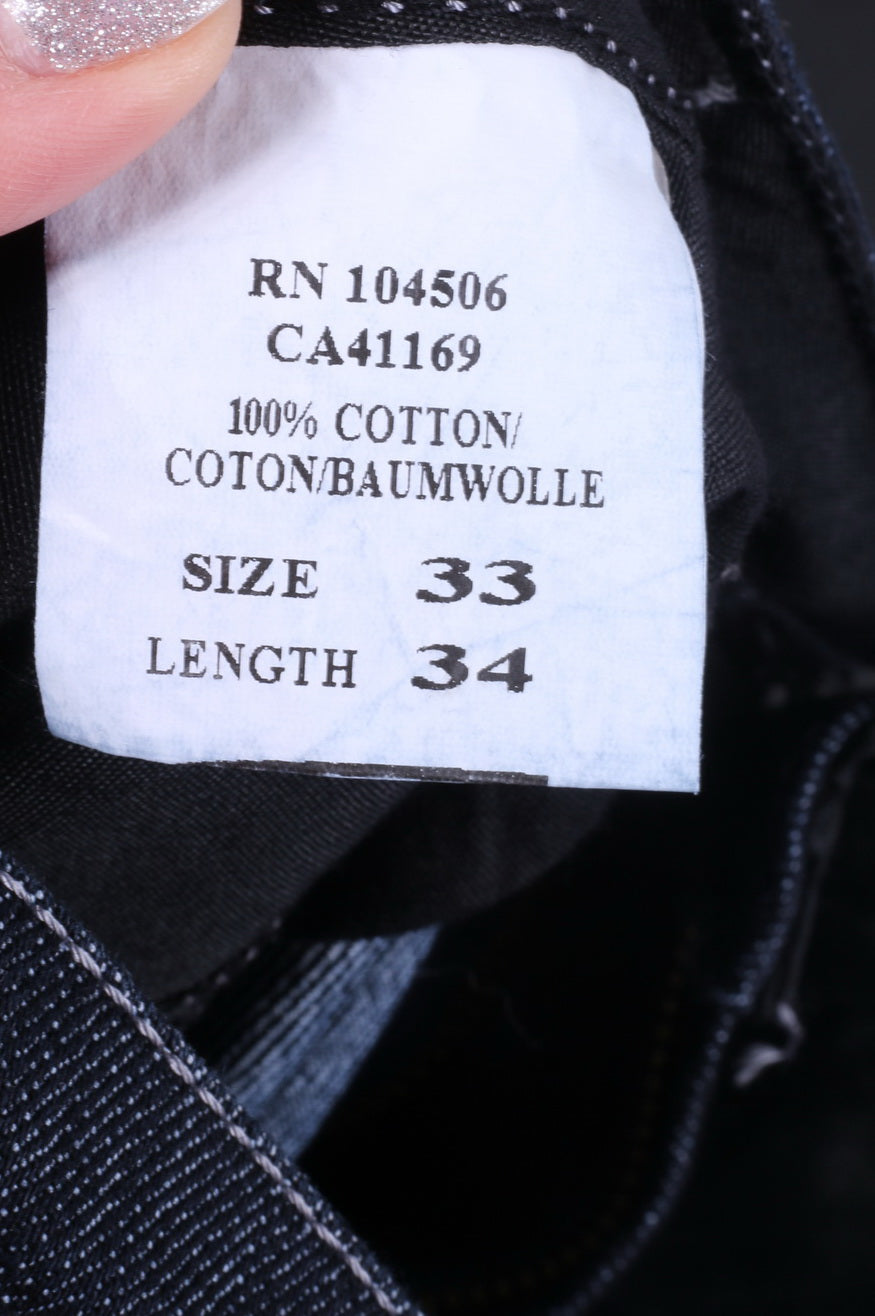 RN 104506
CA41169
100% COTTON/
COTON/BAUMWOLLE
SIZE 33
LENGTH 34